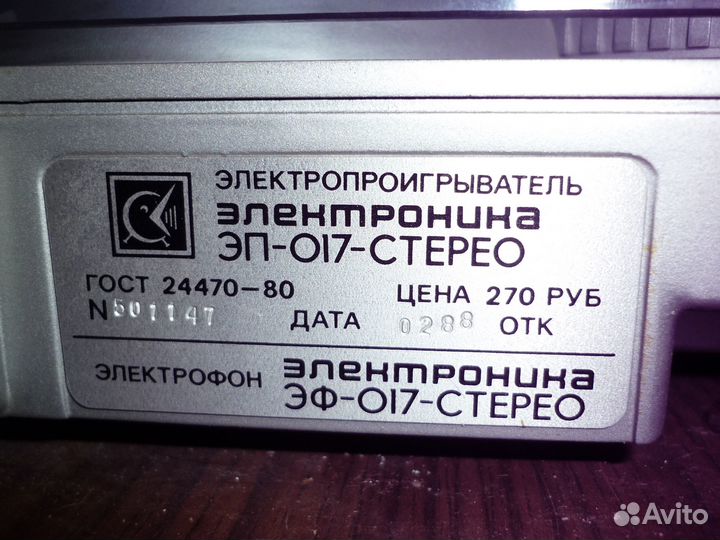 ЭЛЕКТРОПРОИГРЫВАТЕЛЬ
электроника
ЭП-017-СТЕРЕО
ГОСТ 24470-80 ЦЕНА 270 РУБ
N 501147 ДАТА 0288 ОТК
ЭЛЕКТРОФОН электроника
ЭФ-017-СТЕРЕО
Avito